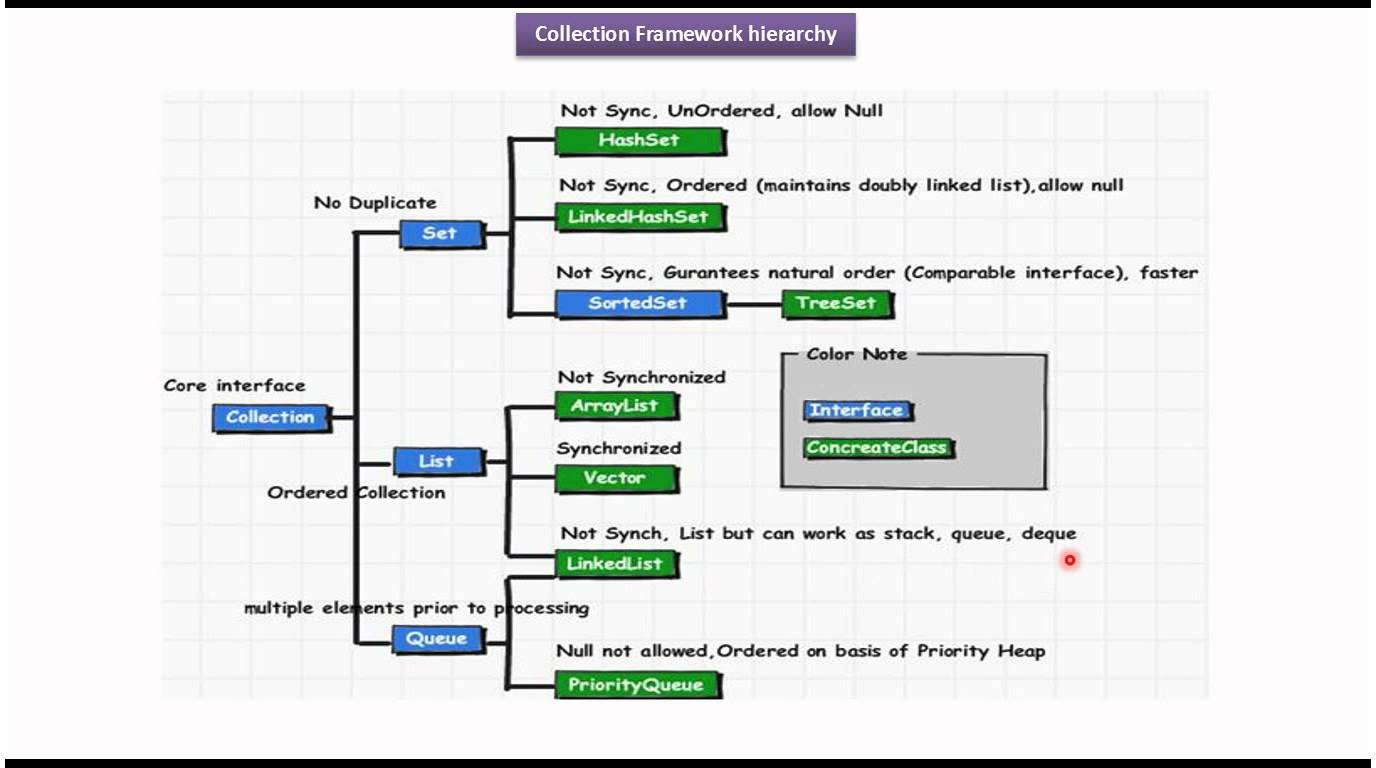 Collection Framework hierarchy
Not Sync, UnOrdered, allow Null
HashSet
Not Sync, Ordered (maintains doubly linked list),allow null
LinkedHashSet
No Duplicate
Set
Not Sync, Gurantees natural order (Comparable interface), faster
SortedSet
TreeSet
Color Note
Interface
ConcreateClass
Core interface
Collection
Not Synchronized
ArrayList
Synchronized
Vector
List
Ordered Collection
Not Synch, List but can work as stack, queue, deque
LinkedList
multiple elements prior to processing
Queue
Null not allowed,Ordered on basis of Priority Heap
PriorityQueue